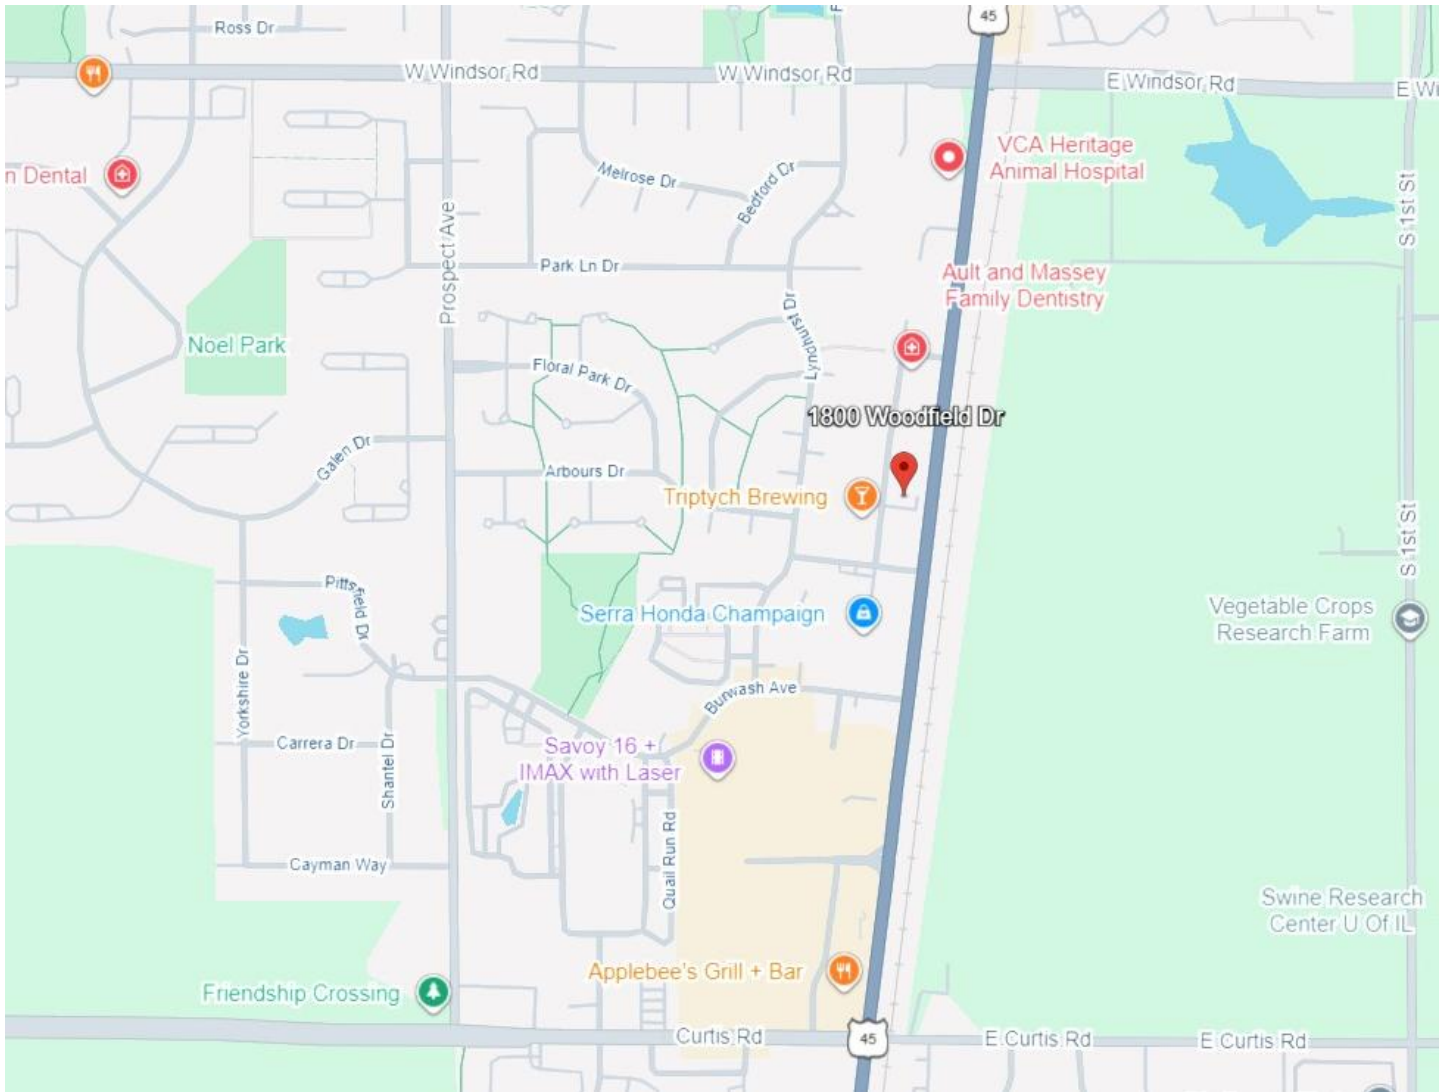 Ross Dr
45
W Windsor Rd
W Windsor Rd
E Windsor Rd
E Wi
n Dental
VCA Heritage
Animal Hospital
Melrose Dr
Bedford Dr
S 1st St
Prospect Ave
Park Ln Dr
Ault and Massey
Family Dentistry
Noel Park
Lyndhurst Dr
Floral Park Dr
1800 Woodfield Dr
Galen Dr
Arbours Dr
Triptych Brewing
S 1st St
Pittsfield Dr
Serra Honda Champaign
Vegetable Crops
Research Farm
Yorkshire Dr
Burwash Ave
Carrera Dr
Shantel Dr
Savoy 16 +
IMAX with Laser
Quail Run Rd
Cayman Way
Swine Research
Center U Of IL
Applebee's Grill + Bar
Friendship Crossing
Curtis Rd
45
E Curtis Rd
E Curtis Rd